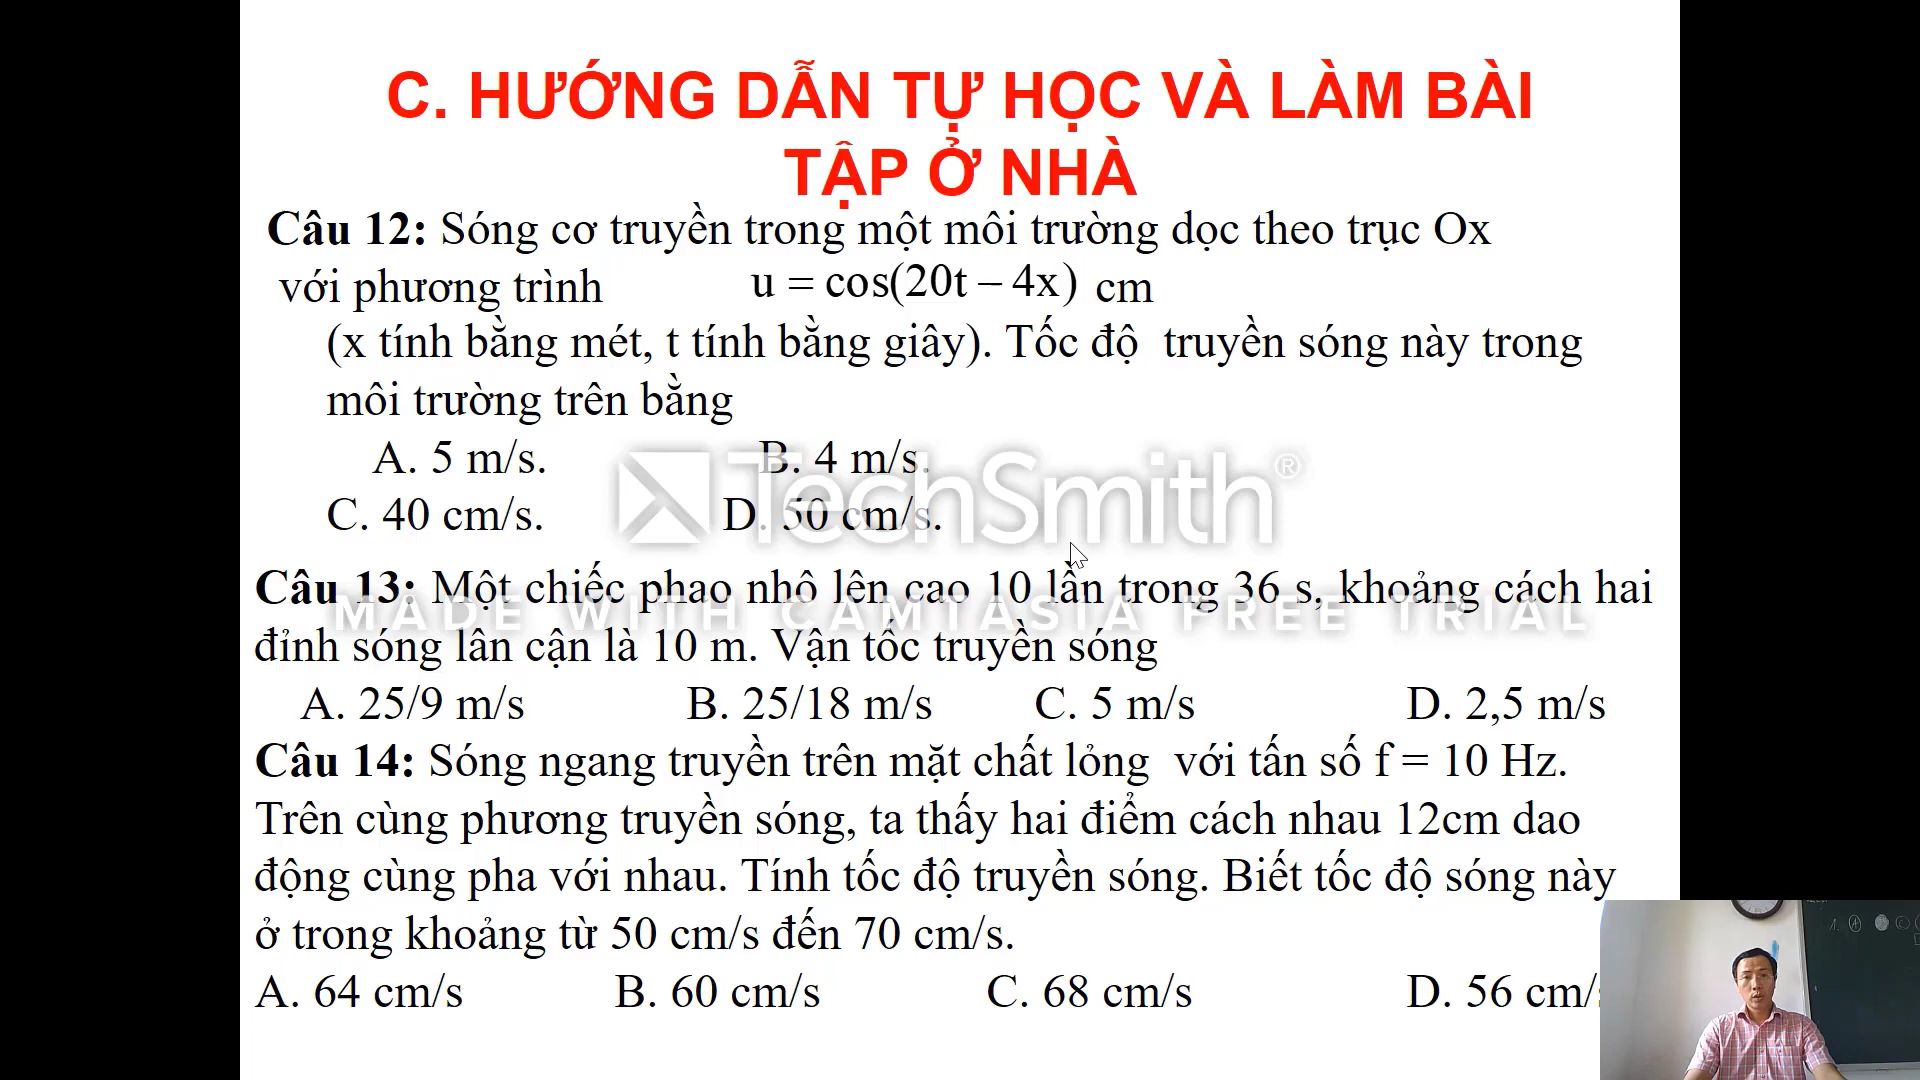 C. HƯỚNG DẪN TỰ HỌC VÀ LÀM BÀI
TẬP Ở NHÀ
Câu 12: Sóng cơ truyền trong một môi trường dọc theo trục Ox
với phương trình u = cos(20t – 4x) cm
(x tính bằng mét, t tính bằng giây). Tốc độ truyền sóng này trong
môi trường trên bằng
A. 5 m/s. B. 4 m/s.
C. 40 cm/s. D. 50 cm/s.
TechSmith®
Câu 13: Một chiếc phao nhô lên cao 10 lần trong 36 s, khoảng cách hai
MADE WITH CAMTASIA FREE TRIAL
đỉnh sóng lân cận là 10 m. Vận tốc truyền sóng
A. 25/9 m/s B. 25/18 m/s C. 5 m/s D. 2,5 m/s
Câu 14: Sóng ngang truyền trên mặt chất lỏng với tấn số f = 10 Hz.
Trên cùng phương truyền sóng, ta thấy hai điểm cách nhau 12cm dao
động cùng pha với nhau. Tính tốc độ truyền sóng. Biết tốc độ sóng này
ở trong khoảng từ 50 cm/s đến 70 cm/s.
A. 64 cm/s B. 60 cm/s C. 68 cm/s D. 56 cm/